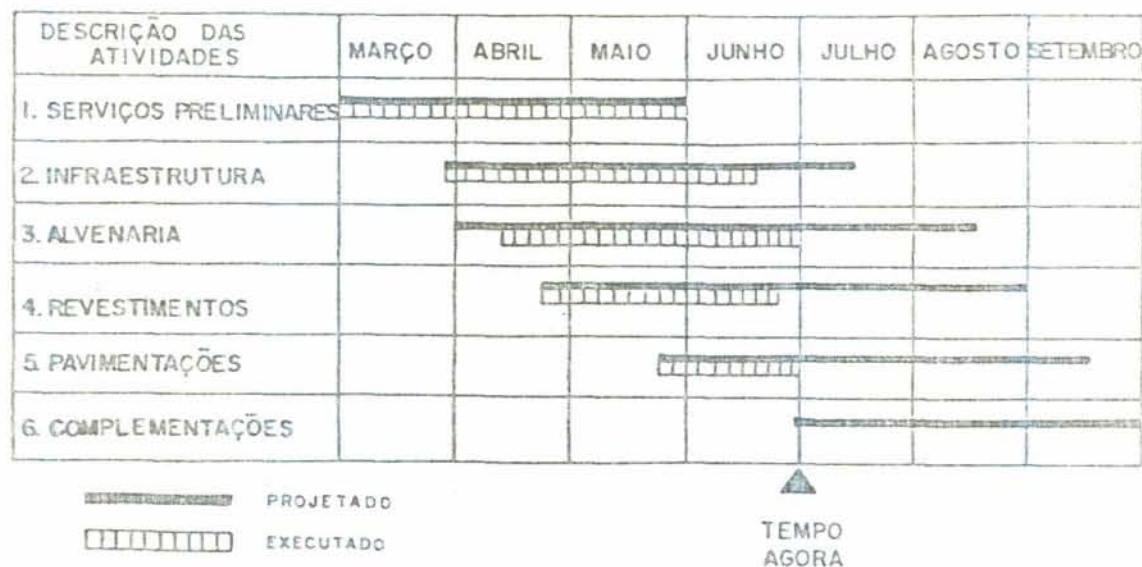 DESCRIÇÃO DAS
ATIVIDADES
MARÇO
ABRIL
MAIO
JUNHO
JULHO
AGOSTO
SETEMBRO
1. SERVIÇOS PRELIMINARES
2. INFRAESTRUTURA
3. ALVENARIA
4. REVESTIMENTOS
5. PAVIMENTAÇÕES
6. COMPLEMENTAÇÕES
PROJETADO
EXECUTADO
TEMPO
AGORA